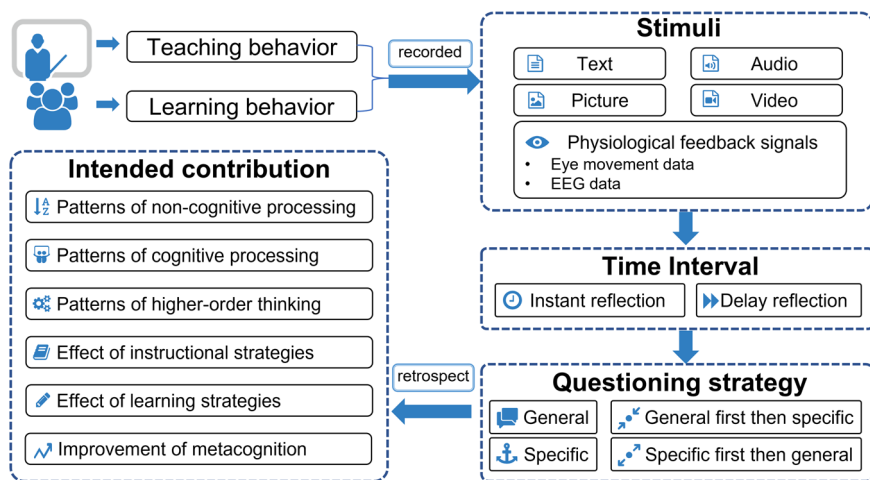 Teaching behavior
Learning behavior
recorded
Stimuli
Text
Audio
Picture
Video
Physiological feedback signals
• Eye movement data
• EEG data
Time Interval
Instant reflection
Delay reflection
Questioning strategy
General
General first then specific
Specific
Specific first then general
retrospect
Intended contribution
A
Z
Patterns of non-cognitive processing
Patterns of cognitive processing
Patterns of higher-order thinking
Effect of instructional strategies
Effect of learning strategies
Improvement of metacognition